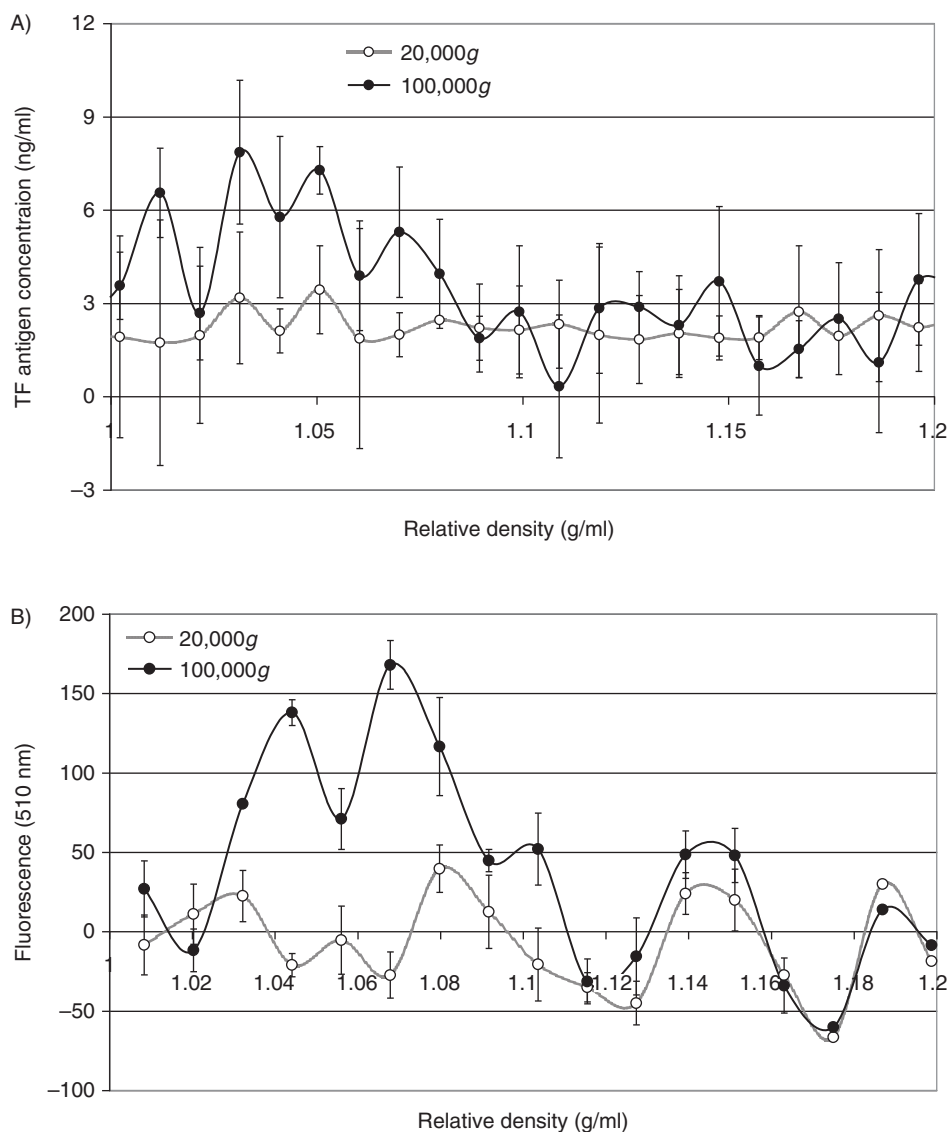 A)
12
9
6
3
0
−3
TF antigen concentraion (ng/ml)
20,000g
100,000g
1 1.05 1.1 1.15 1.2
Relative density (g/ml)
B)
200
150
100
50
0
−50
−100
Fluorescence (510 nm)
20,000g
100,000g
1 1.02 1.04 1.06 1.08 1.1 1.12 1.14 1.16 1.18 1.2
Relative density (g/ml)